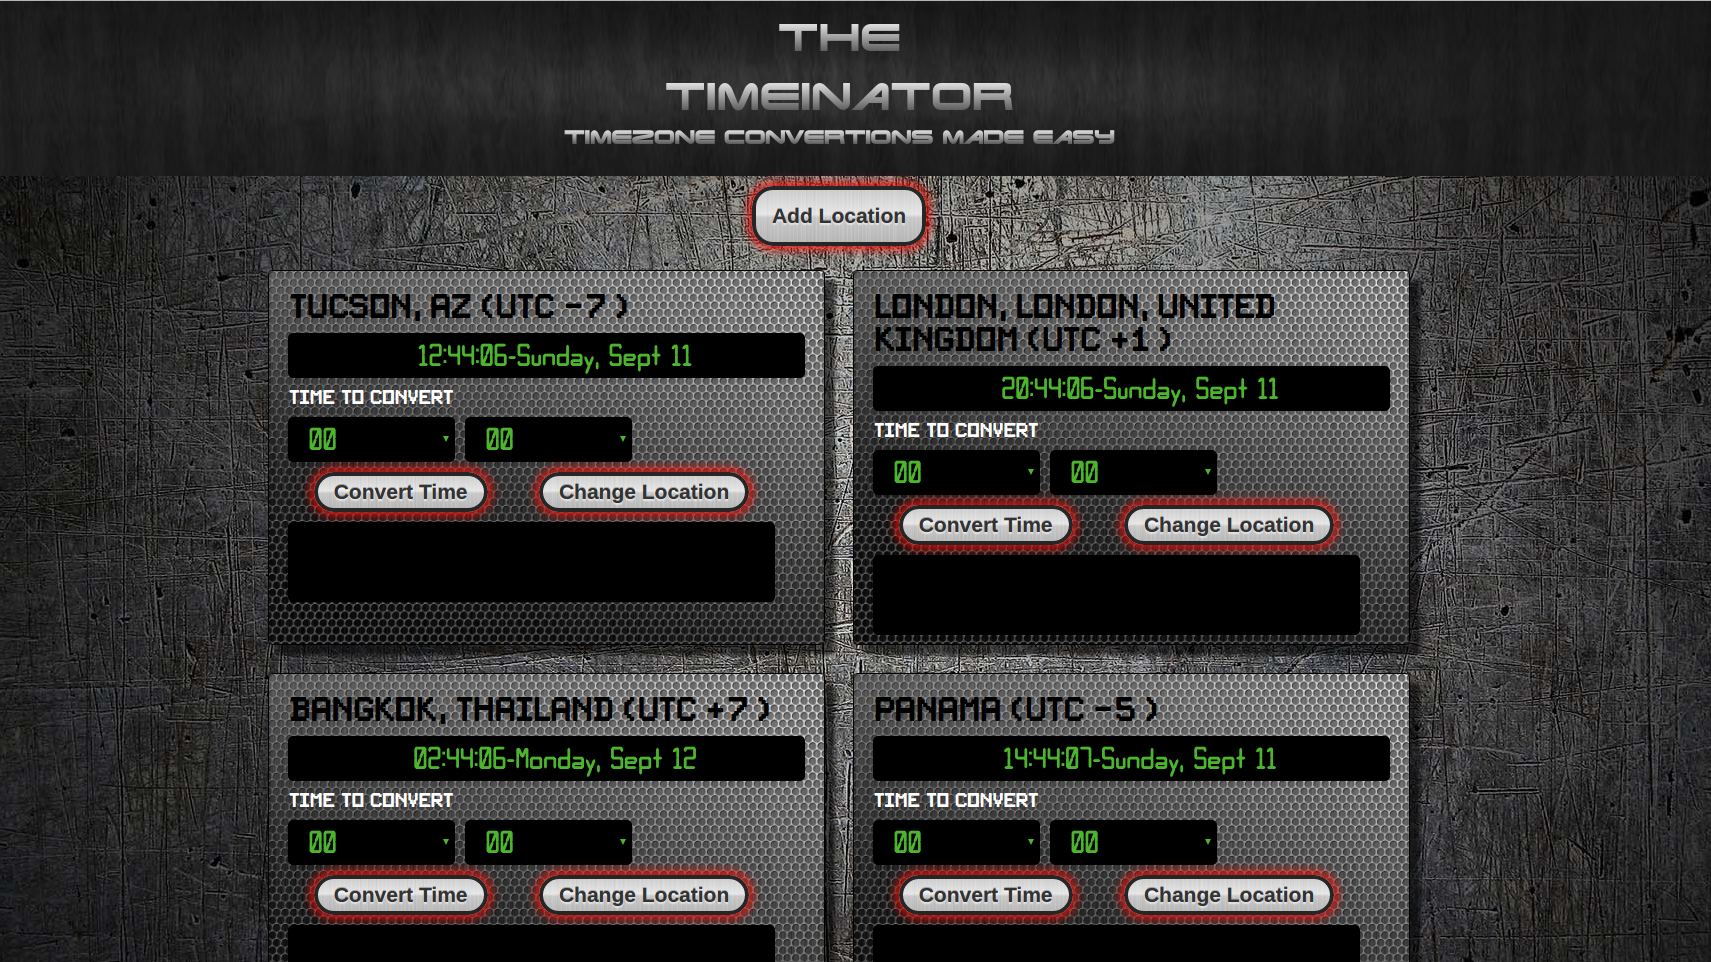 THE
TIMEINATOR
TIMEZONE CONVERTIONS MADE EASY
Add Location
TUCSON, AZ (UTC -7 )
12:44:06-Sunday, Sept 11
TIME TO CONVERT
00 00
Convert Time Change Location
LONDON, LONDON, UNITED
KINGDOM (UTC +1 )
20:44:06-Sunday, Sept 11
TIME TO CONVERT
00 00
Convert Time Change Location
BANGKOK, THAILAND (UTC +7 )
02:44:06-Monday, Sept 12
TIME TO CONVERT
00 00
Convert Time Change Location
PANAMA (UTC -5 )
14:44:07-Sunday, Sept 11
TIME TO CONVERT
00 00
Convert Time Change Location